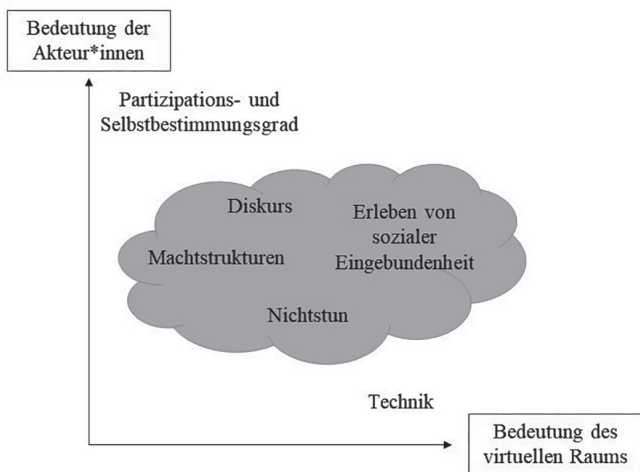 Bedeutung der
Akteur*innen
Partizipations- und
Selbstbestimmungsgrad
Diskurs
Erleben von
sozialer
Eingebundenheit
Machtstrukturen
Nichtstun
Technik
Bedeutung des
virtuellen Raums